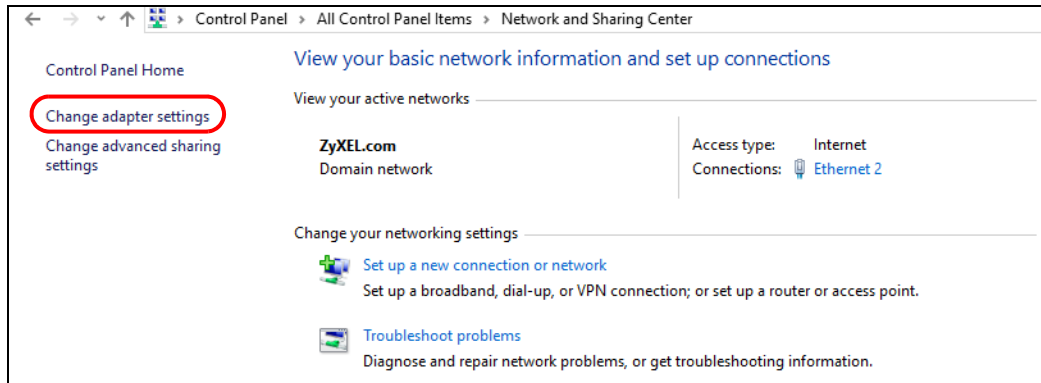 Control Panel > All Control Panel Items > Network and Sharing Center
Control Panel Home
Change adapter settings
Change advanced sharing
settings
View your basic network information and set up connections
View your active networks
ZyXEL.com
Domain network
Access type: Internet
Connections: Ethernet 2
Change your networking settings
Set up a new connection or network
Set up a broadband, dial-up, or VPN connection; or set up a router or access point.
Troubleshoot problems
Diagnose and repair network problems, or get troubleshooting information.